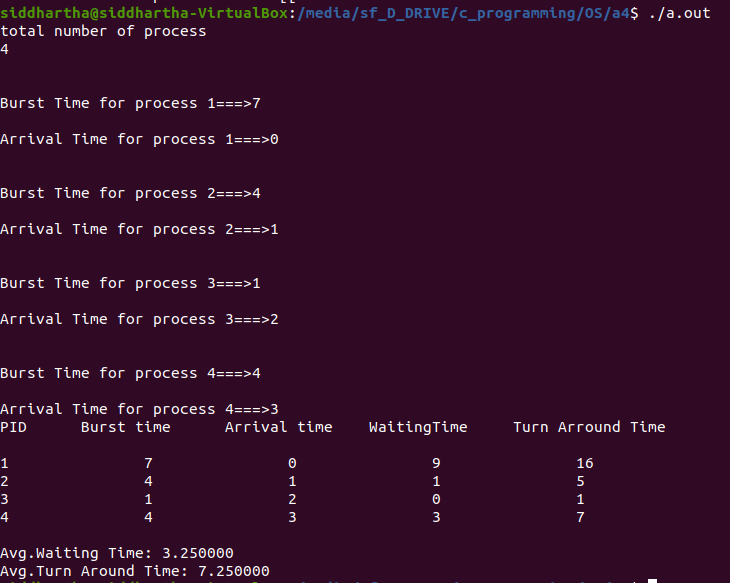 siddhartha@siddhartha-VirtualBox:/media/sf_D_DRIVE/c_programming/OS/a4$ ./a.out
total number of process
4
Burst Time for process 1===>7
Arrival Time for process 1===>0
Burst Time for process 2===>4
Arrival Time for process 2===>1
Burst Time for process 3===>1
Arrival Time for process 3===>2
Burst Time for process 4===>4
Arrival Time for process 4===>3
PID Burst time Arrival time WaitingTime Turn Arround Time
1 7 0 9 16
2 4 1 1 5
3 1 2 0 1
4 4 3 3 7
Avg.Waiting Time: 3.250000
Avg.Turn Around Time: 7.250000